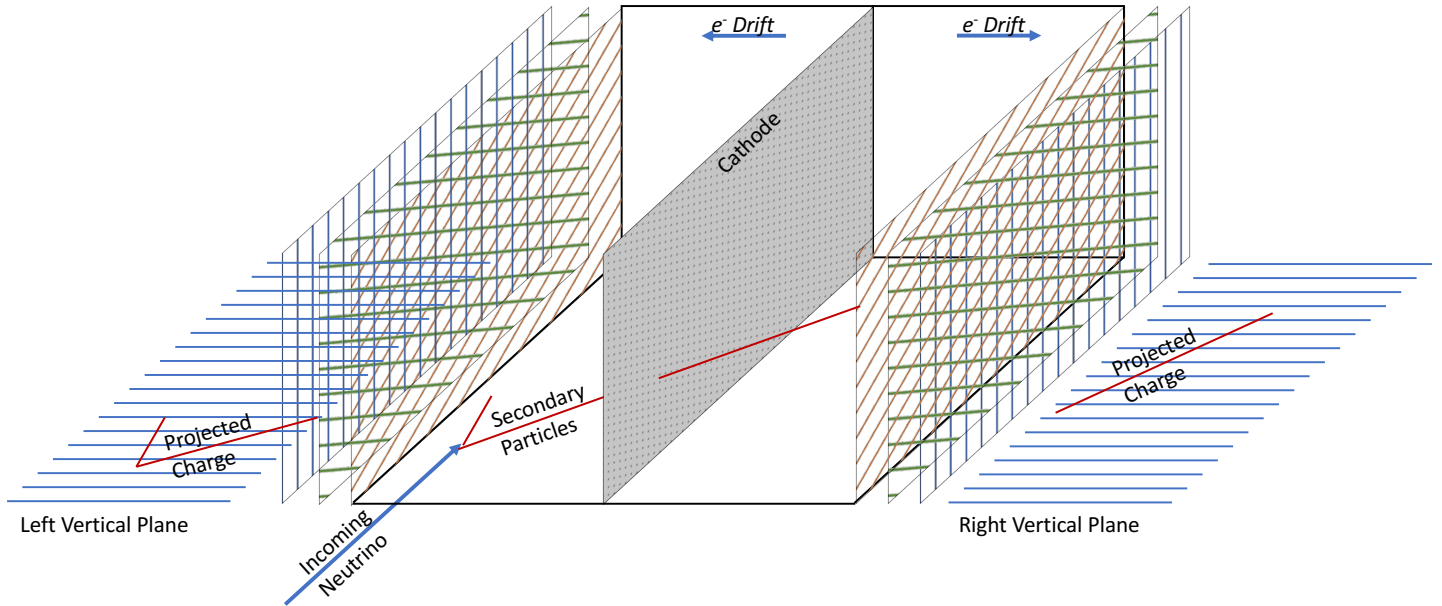 e- Drift
e- Drift
Cathode
Projected
Charge
Secondary
Particles
Projected
Charge
Left Vertical Plane
Incoming
Neutrino
Right Vertical Plane